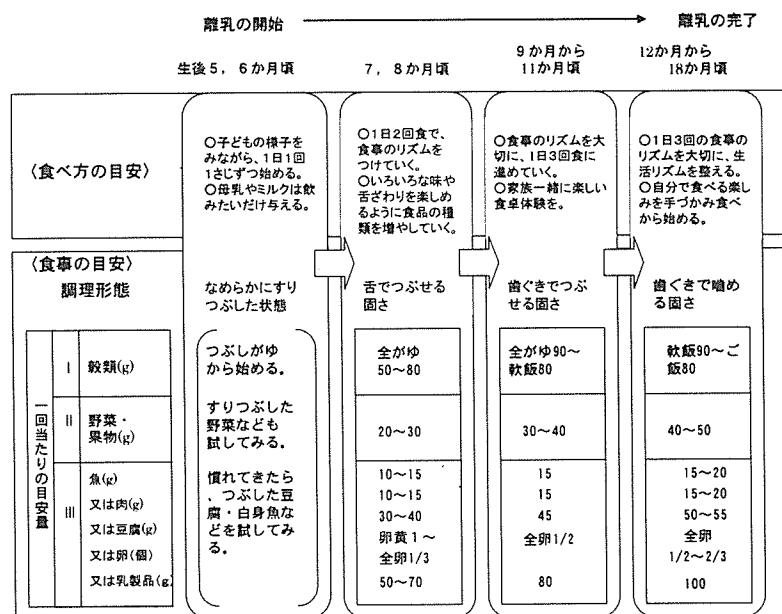 離乳の開始 離乳の完了
生後5，6か月頃 7，8か月頃 9か月から 11か月頃 12か月から 18か月頃
〈食べ方の目安〉
○子どもの様子を
みながら、1日1回
1さじずつ始める。
○母乳やミルクは飲
みたいだけ与える。
○1日2回食で、
食事のリズムを
つけていく。
○いろいろな味や
舌ざわりを楽しめ
るように食品の種
類を増やしていく。
○食事のリズムを大
切に、1日3回食に
進めていく。
○家族一緒に楽しい
食卓体験を。
○1日3回の食事の
リズムを大切に、生
活リズムを整える。
○自分で食べる楽し
みを手づかみ食べ
から始める。
〈食事の目安〉
調理形態
なめらかにすり
つぶした状態
舌でつぶせる
固さ
歯ぐきでつぶ
せる固さ
歯ぐきで噛め
る固さ
一回当たりの目安量
Ⅰ 穀類(g)
つぶしがゆ
から始める。
全がゆ
50～80
全がゆ90～
軟飯80
軟飯90～ご
飯80
Ⅱ 野菜・
果物(g)
すりつぶした
野菜なども
試してみる。
20～30 30～40 40～50
Ⅲ
慣れてきたら
、つぶした豆
腐・白身魚な
どを試してみ
る。
魚(g) 10～15 15 15～20
又は肉(g) 10～15 15 15～20
又は豆腐(g) 30～40 45 50～55
又は卵(個) 卵黄1～ 全卵1/3 全卵1/2 全卵 1/2～2/3
又は乳製品(g) 50～70 80 100